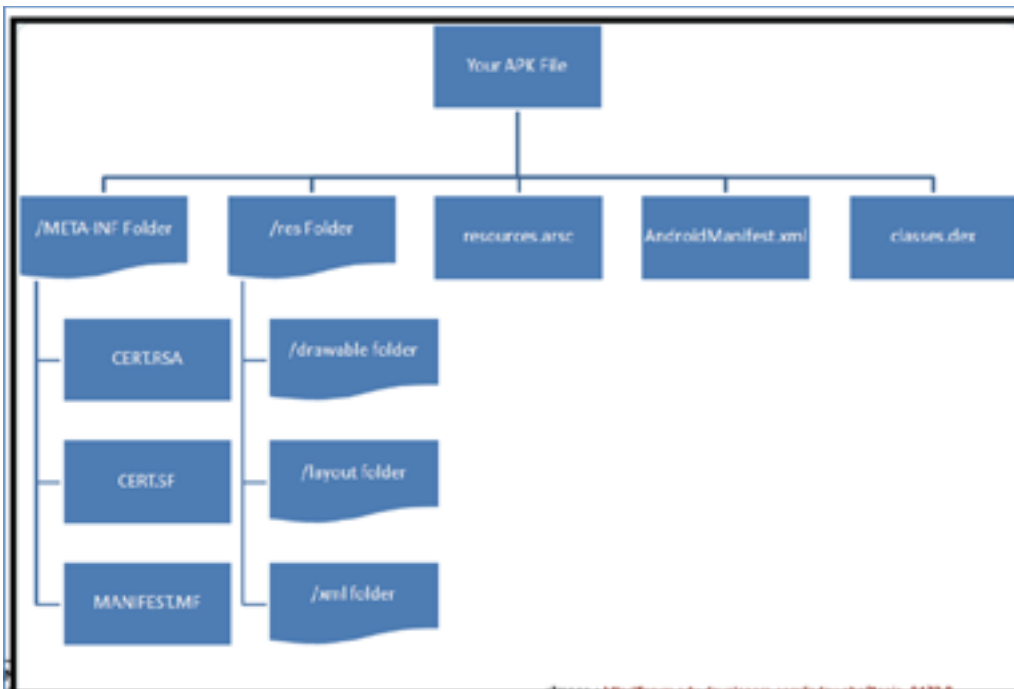 Your APK File
/META-INF Folder
/res Folder
resources.arsc
AndroidManifest.xml
classes.dex
CERT.RSA
/drawable folder
CERT.SF
/layout folder
MANIFEST.MF
/xml folder